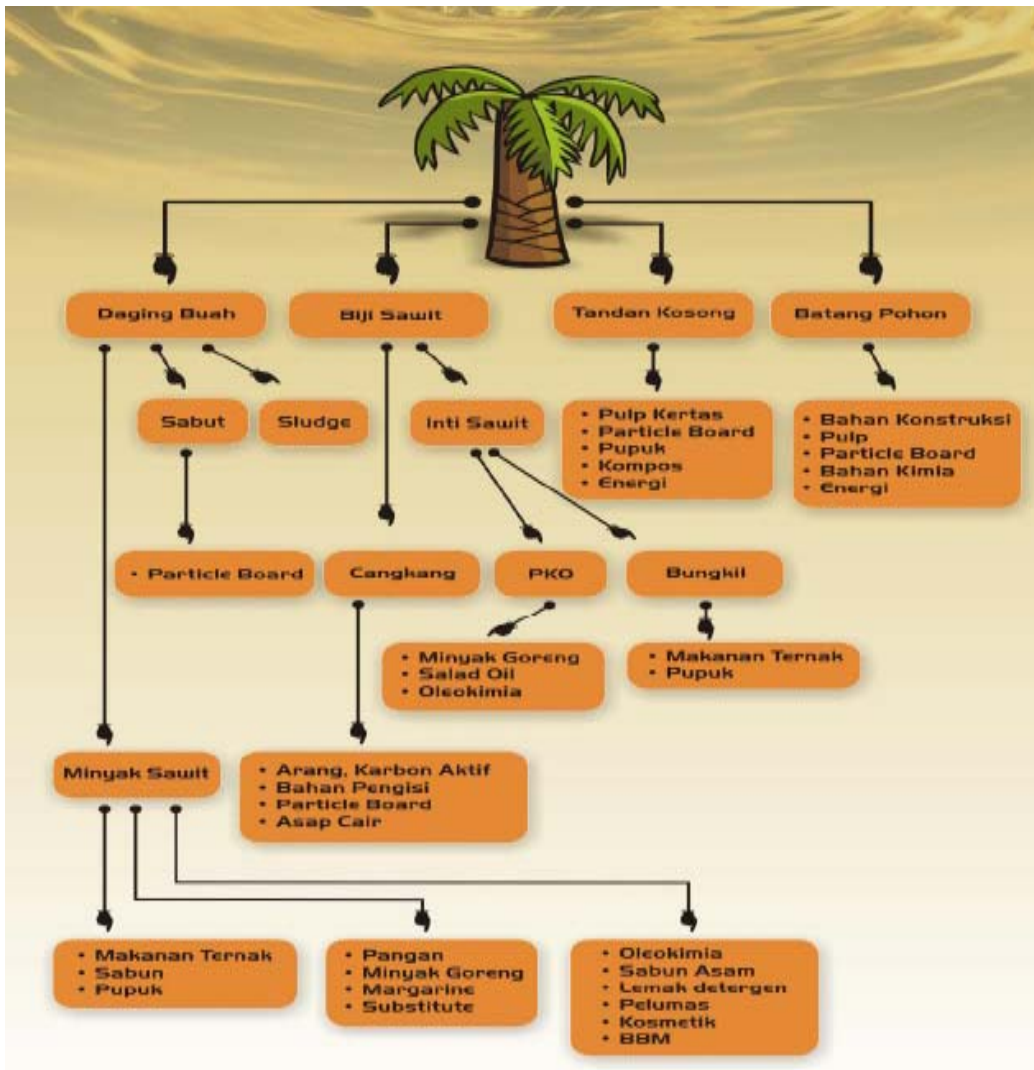 Daging Buah
Biji Sawit
Tandan Kosong
Batang Pohon
Sabut
Sludge
Inti Sawit
• Pulp Kertas
• Particle Board
• Pupuk
• Kompos
• Energi
• Bahan Konstruksi
• Pulp
• Particle Board
• Bahan Kimia
• Energi
• Particle Board
Cangkang
PKO
Bungkil
• Minyak Goreng
• Salad Oil
• Oleokimia
• Makanan Ternak
• Pupuk
Minyak Sawit
• Arang, Karbon Aktif
• Bahan Pengisi
• Particle Board
• Asap Cair
• Makanan Ternak
• Sabun
• Pupuk
• Pangan
• Minyak Goreng
• Margarine
• Substitute
• Oleokimia
• Sabun Asam
• Lemak detergen
• Pelumas
• Kosmetik
• BBM